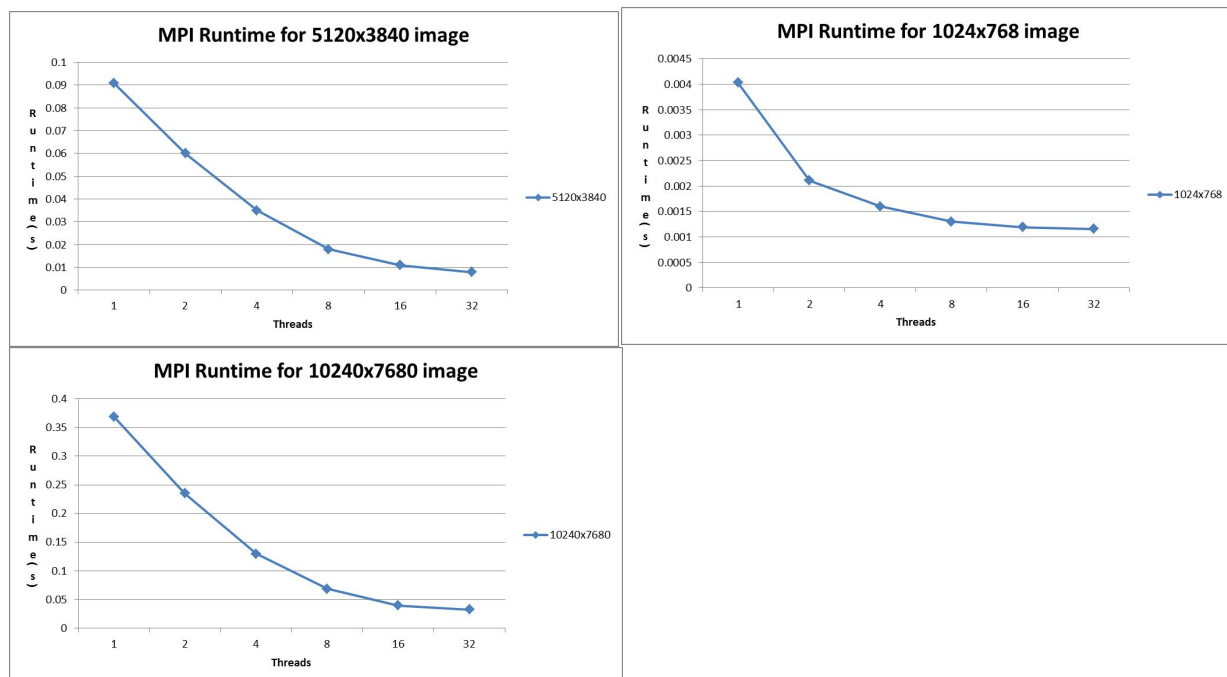 MPI Runtime for 5120x3840 image
0.1
0.09
0.08
0.07
0.06
0.05
0.04
0.03
0.02
0.01
0
Runtime(s)
1 2 4 8 16 32
Threads
5120x3840
MPI Runtime for 1024x768 image
0.0045
0.004
0.0035
0.003
0.0025
0.002
0.0015
0.001
0.0005
0
Runtime(s)
1 2 4 8 16 32
Threads
1024x768
MPI Runtime for 10240x7680 image
0.4
0.35
0.3
0.25
0.2
0.15
0.1
0.05
0
Runtime(s)
1 2 4 8 16 32
Threads
10240x7680